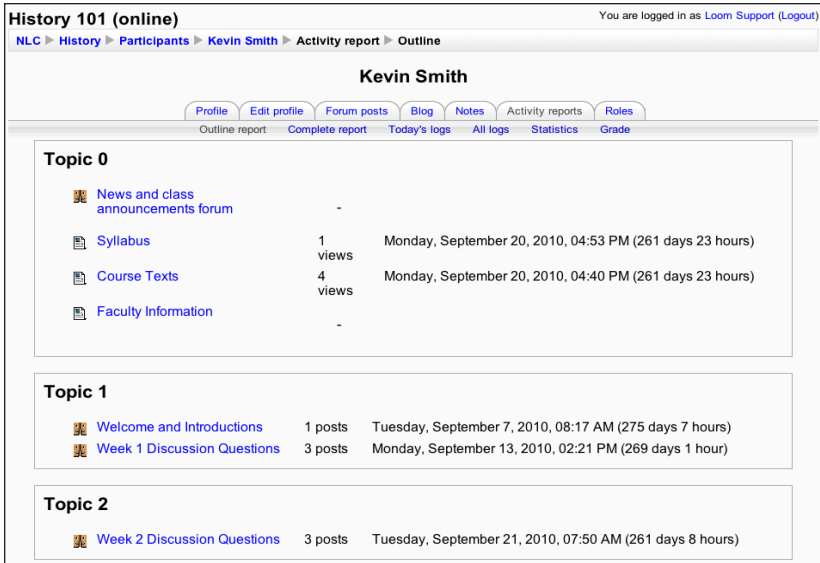 History 101 (online)
You are logged in as Loom Support (Logout)
NLC ▶ History ▶ Participants ▶ Kevin Smith ▶ Activity report ▶ Outline
Kevin Smith
Profile Edit profile Forum posts Blog Notes Activity reports Roles
Outline report Complete report Today's logs All logs Statistics Grade
Topic 0
News and class
announcements forum -
Syllabus 1 Monday, September 20, 2010, 04:53 PM (261 days 23 hours)
views
Course Texts 4 Monday, September 20, 2010, 04:40 PM (261 days 23 hours)
views
Faculty Information
-
Topic 1
Welcome and Introductions 1 posts Tuesday, September 7, 2010, 08:17 AM (275 days 7 hours)
Week 1 Discussion Questions 3 posts Monday, September 13, 2010, 02:21 PM (269 days 1 hour)
Topic 2
Week 2 Discussion Questions 3 posts Tuesday, September 21, 2010, 07:50 AM (261 days 8 hours)